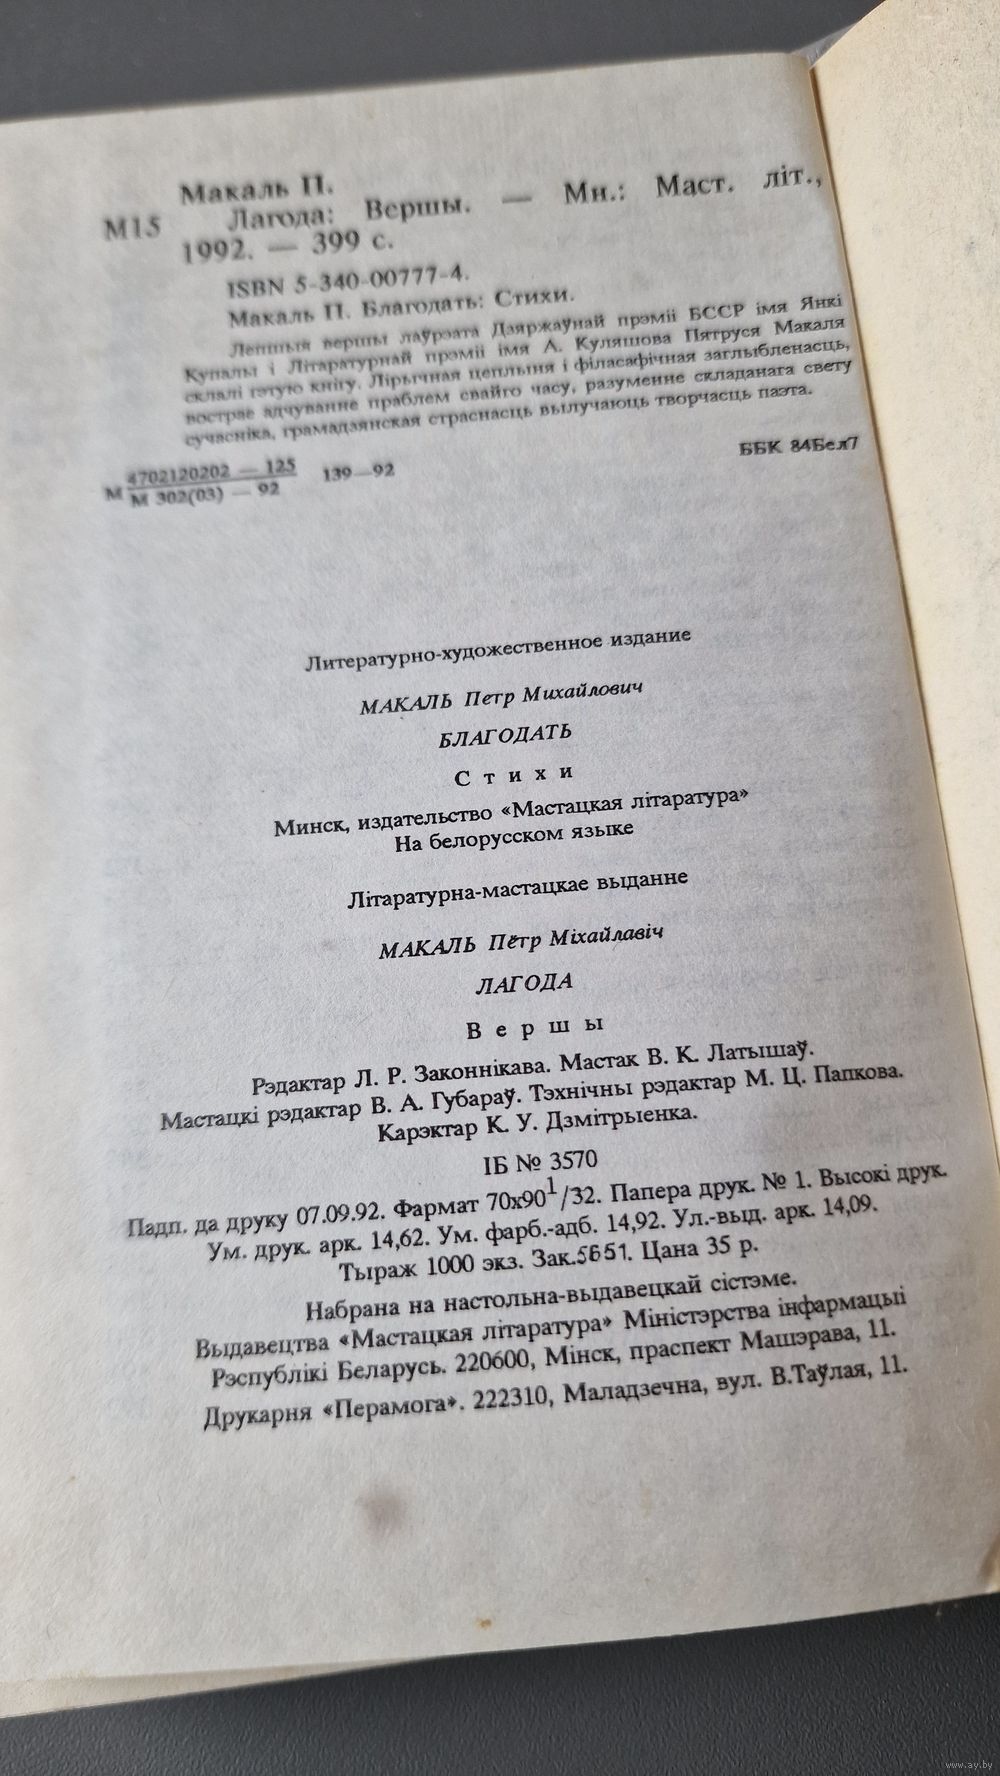 Макаль П.
М15 Лагода: Вершы. — Мн.: Маст. літ.,
1992. — 399 с.
ISBN 5-340-00777-4.
Макаль П. Благодать: Стихи.
Лепшыя вершы лаўрэата Дзяржаўнай прэміі БССР імя Янкі
Купалы і Літаратурнай прэміі імя А. Куляшова Пятруся Макаля
склалі гэтую кнігу. Лірычная цеплыня і філасафічная заглыбленасць,
вострае адчуванне праблем свайго часу, разуменне складанага свету
сучасніка, грамадзянская страснасць вылучаюць творчасць паэта.
М 4702120202 — 125 139—92 ББК 84Бел7
М 302(03) — 92
Литературно-художественное издание
МАКАЛЬ Петр Михайлович
БЛАГОДАТЬ
С т и х и
Минск, издательство «Мастацкая літаратура»
На белорусском языке
Літаратурна-мастацкае выданне
МАКАЛЬ Пётр Міхайлавіч
ЛАГОДА
В е р ш ы
Рэдактар Л. Р. Законнікава. Мастак В. К. Латышаў.
Мастацкі рэдактар В. А. Губараў. Тэхнічны рэдактар М. Ц. Папкова.
Карэктар К. У. Дзмітрыенка.
ІБ № 3570
Падп. да друку 07.09.92. Фармат 70х90 1/32. Папера друк. № 1. Высокі друк.
Ум. друк. арк. 14,62. Ум. фарб.-адб. 14,92. Ул.-выд. арк. 14,09.
Тыраж 1000 экз. Зак.5651. Цана 35 р.
Набрана на настольна-выдавецкай сістэме.
Выдавецтва «Мастацкая літаратура» Міністэрства інфармацыі
Рэспублікі Беларусь. 220600, Мінск, праспект Машэрава, 11.
Друкарня «Перамога». 222310, Маладзечна, вул. В.Таўлая, 11.
www.ay.by